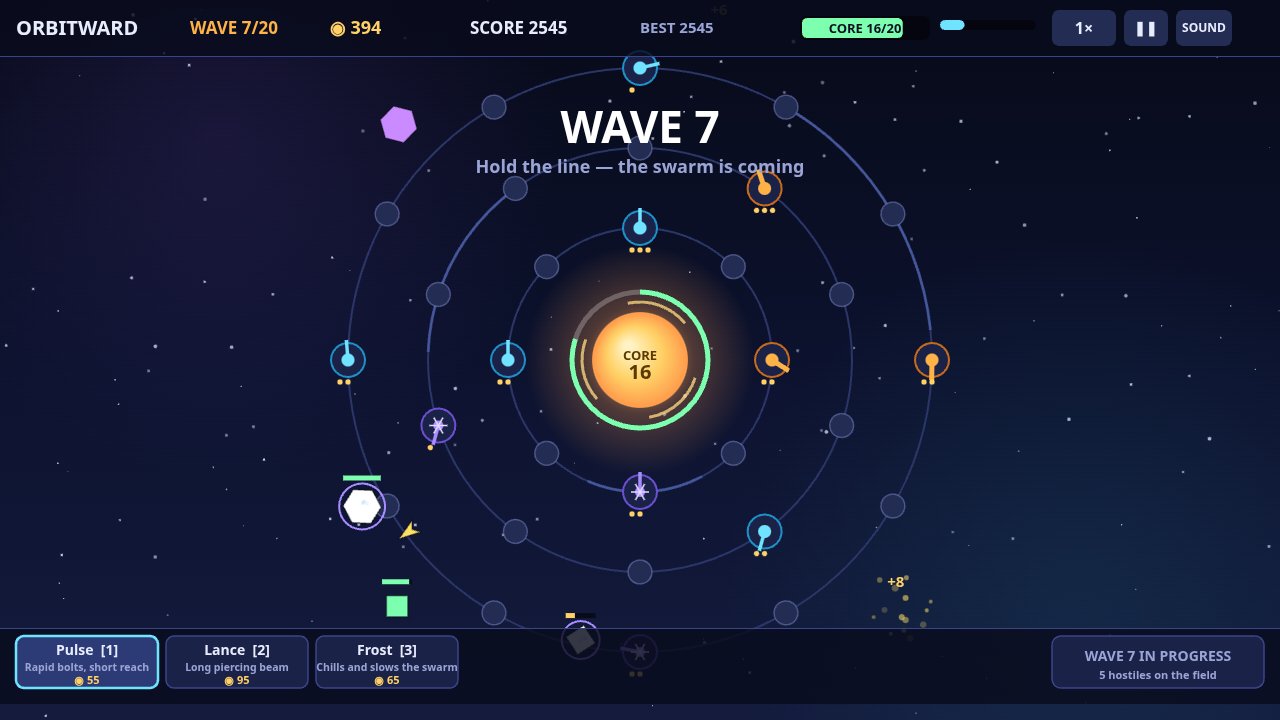 ORBITWARD
WAVE 7/20
◉ 394
SCORE 2545
BEST 2545
CORE 16/20
1×
❚❚
SOUND
+6
WAVE 7
Hold the line — the swarm is coming
CORE
16
+8
Pulse [1]
Rapid bolts, short reach
◉ 55
Lance [2]
Long piercing beam
◉ 95
Frost [3]
Chills and slows the swarm
◉ 65
WAVE 7 IN PROGRESS
5 hostiles on the field